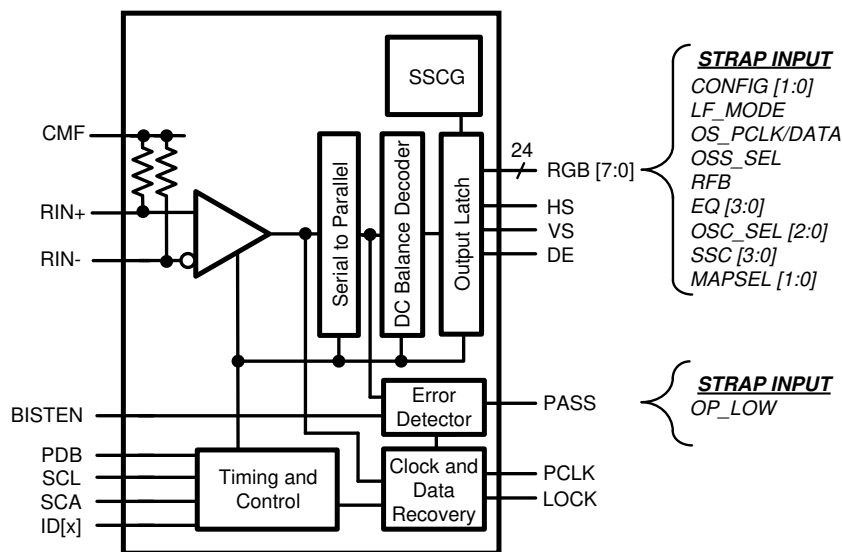 SSCG
STRAP INPUT
CONFIG [1:0]
LF_MODE
OS_PCLK/DATA
OSS_SEL
RFB
EQ [3:0]
OSC_SEL [2:0]
SSC [3:0]
MAPSEL [1:0]
CMF
RIN+
RIN-
Serial to Parallel
DC Balance Decoder
Output Latch
24
RGB [7:0]
HS
VS
DE
STRAP INPUT
OP_LOW
Error
Detector
PASS
BISTEN
PDB
SCL
SCA
ID[x]
Timing and
Control
Clock and
Data
Recovery
PCLK
LOCK